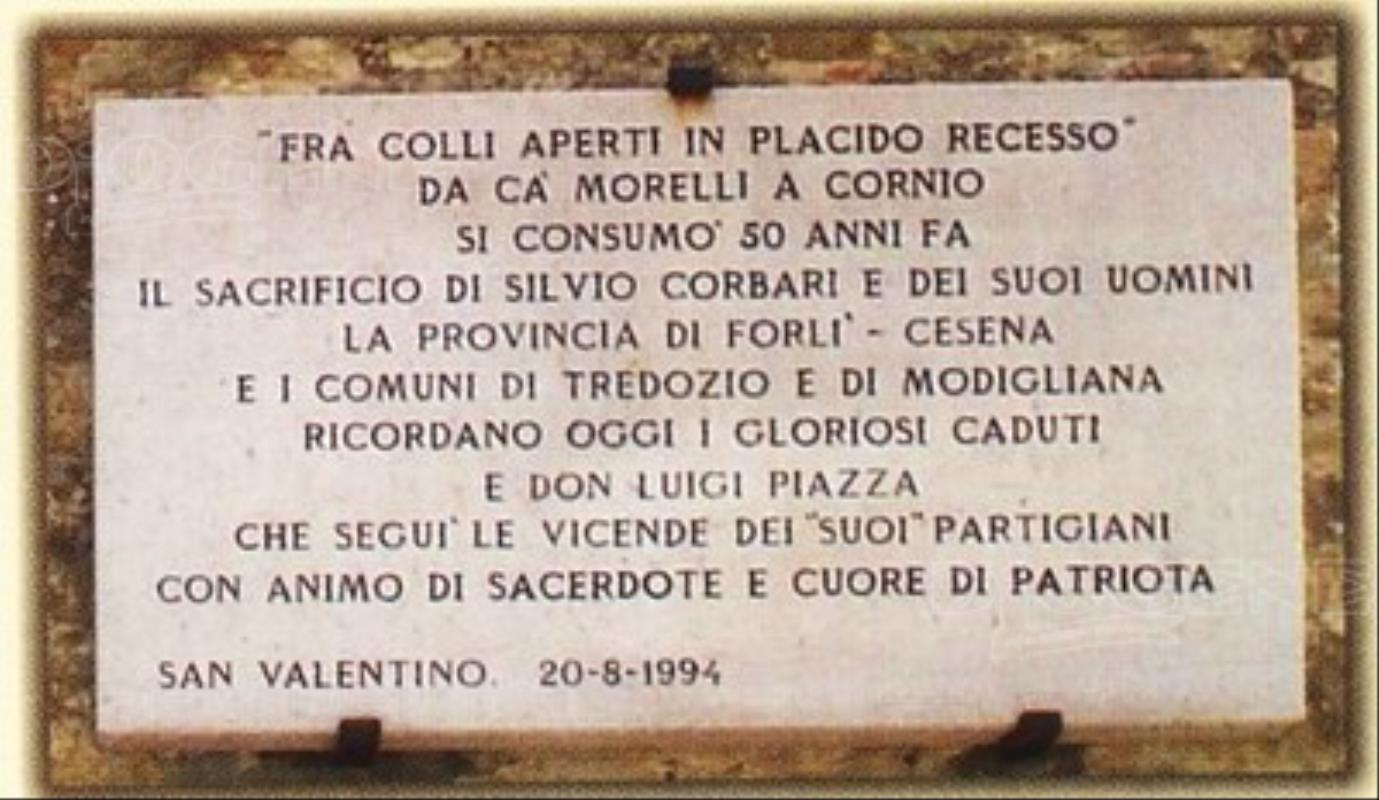 "FRA COLLI APERTI IN PLACIDO RECESSO"
DA CA' MORELLI A CORNIO
SI CONSUMO' 50 ANNI FA
IL SACRIFICIO DI SILVIO CORBARI E DEI SUOI UOMINI
LA PROVINCIA DI FORLI' - CESENA
E I COMUNI DI TREDOZIO E DI MODIGLIANA
RICORDANO OGGI I GLORIOSI CADUTI
E DON LUIGI PIAZZA
CHE SEGUI' LE VICENDE DEI "SUOI" PARTIGIANI
CON ANIMO DI SACERDOTE E CUORE DI PATRIOTA
SAN VALENTINO. 20-8-1994